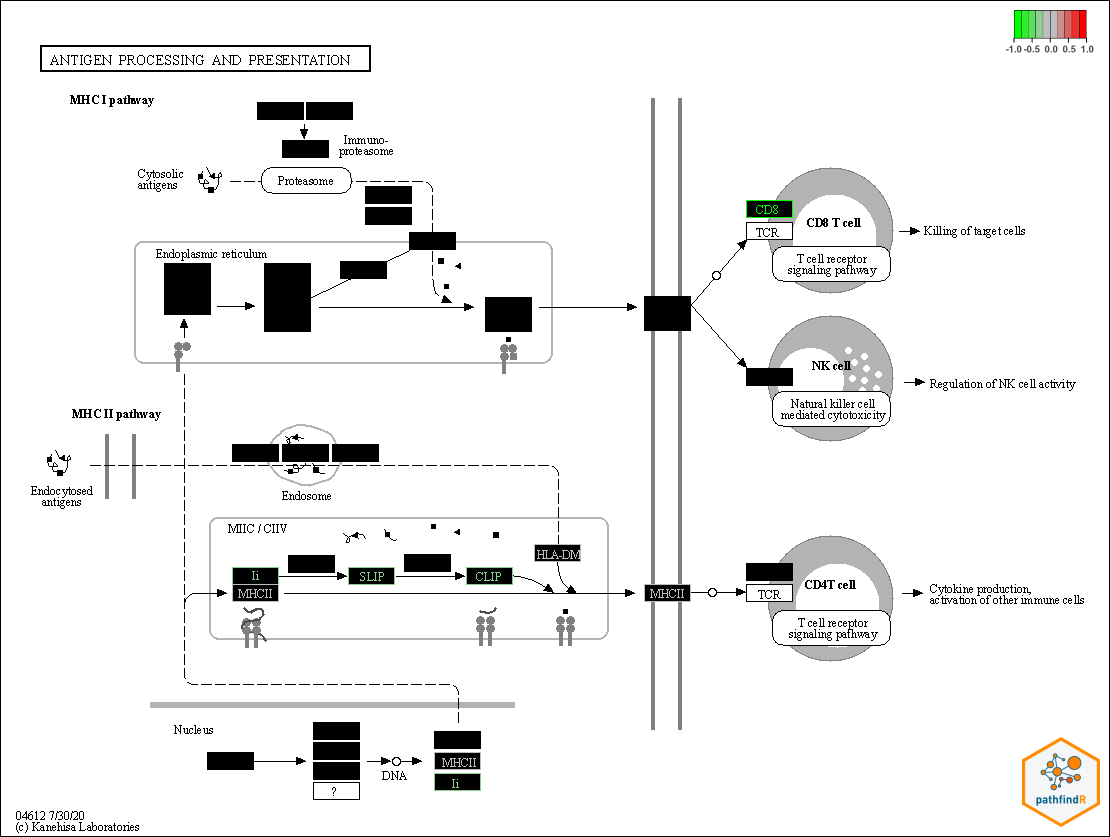 -1.0 -0.5 0.0 0.5 1.0
ANTIGEN PROCESSING AND PRESENTATION
MHC I pathway
Immuno-
proteasome
Cytosolic
antigens
Proteasome
Endoplasmic reticulum
CD8
TCR
CD8 T cell
T cell receptor
signaling pathway
Killing of target cells
NK cell
Natural killer cell
mediated cytotoxicity
Regulation of NK cell activity
MHC II pathway
Endocytosed
antigens
Endosome
MIIC / CIIV
HLA-DM
Ii
SLIP
CLIP
MHCII
MHCII
TCR
CD4T cell
T cell receptor
signaling pathway
Cytokine production,
activation of other immune cells
Nucleus
DNA
?
MHCII
Ii
04612 7/30/20
(c) Kanehisa Laboratories
pathfindR